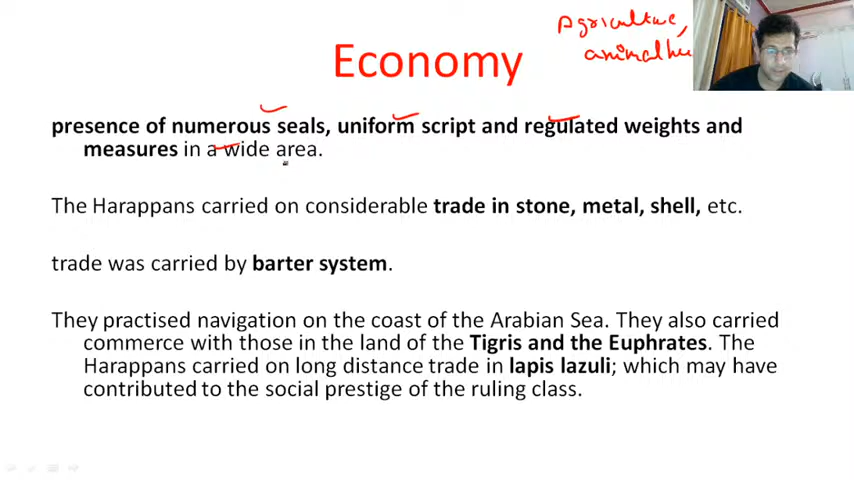 Agriculture,
animal hu
Economy
presence of numerous seals, uniform script and regulated weights and
measures in a wide area.
The Harappans carried on considerable trade in stone, metal, shell, etc.
trade was carried by barter system.
They practised navigation on the coast of the Arabian Sea. They also carried
commerce with those in the land of the Tigris and the Euphrates. The
Harappans carried on long distance trade in lapis lazuli; which may have
contributed to the social prestige of the ruling class.